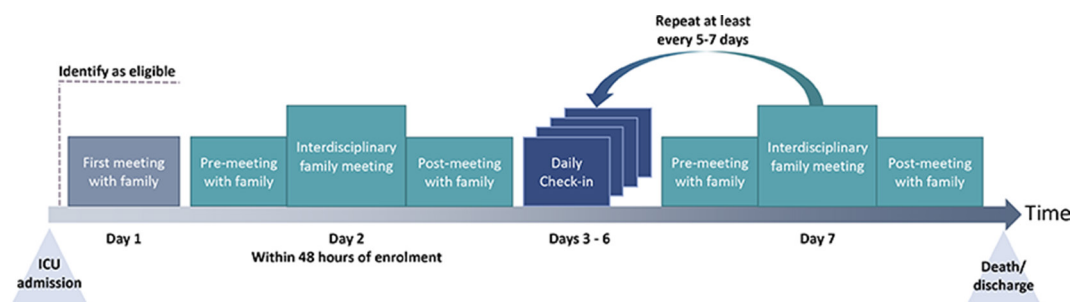 Repeat at least
every 5-7 days
Identify as eligible
First meeting
with family
Pre-meeting
with family
Interdisciplinary
family meeting
Post-meeting
with family
Daily
Check-in
Pre-meeting
with family
Interdisciplinary
family meeting
Post-meeting
with family
Time
Day 1
Day 2
Within 48 hours of enrolment
Days 3 - 6
Day 7
ICU
admission
Death/
discharge